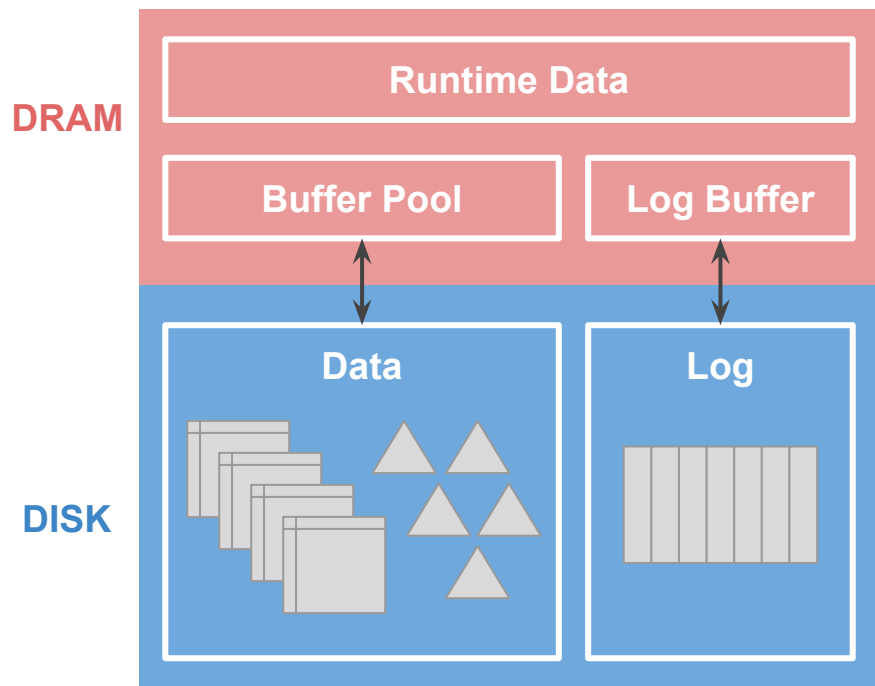 Runtime Data
DRAM
Buffer Pool
Log Buffer
Data
Log
DISK